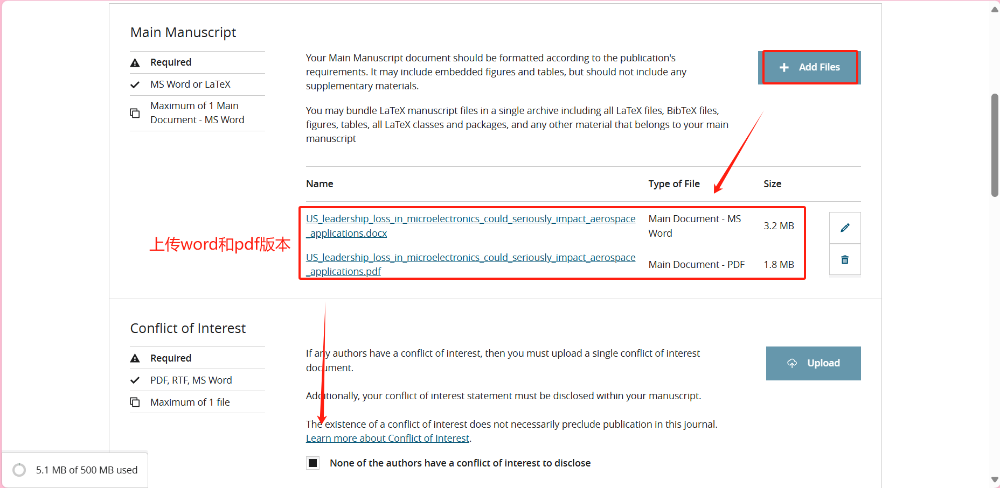 Main Manuscript
Required
MS Word or LaTeX
Maximum of 1 Main
Document - MS Word
Your Main Manuscript document should be formatted according to the publication's
requirements. It may include embedded figures and tables, but should not include any
supplementary materials.
You may bundle LaTeX manuscript files in a single archive including all LaTeX files, BibTeX files,
figures, tables, all LaTeX classes and packages, and any other material that belongs to your main
manuscript
Add Files
Name Type of File Size
US_leadership_loss_in_microelectronics_could_seriously_impact_aerospace
_applications.docx
Main Document - MS
Word
3.2 MB
US_leadership_loss_in_microelectronics_could_seriously_impact_aerospace
_applications.pdf
Main Document - PDF
1.8 MB
上传word和pdf版本
Conflict of Interest
Required
PDF, RTF, MS Word
Maximum of 1 file
If any authors have a conflict of interest, then you must upload a single conflict of interest
document.
Additionally, your conflict of interest statement must be disclosed within your manuscript.
The existence of a conflict of interest does not necessarily preclude publication in this journal.
Learn more about Conflict of Interest.
Upload
None of the authors have a conflict of interest to disclose
5.1 MB of 500 MB used